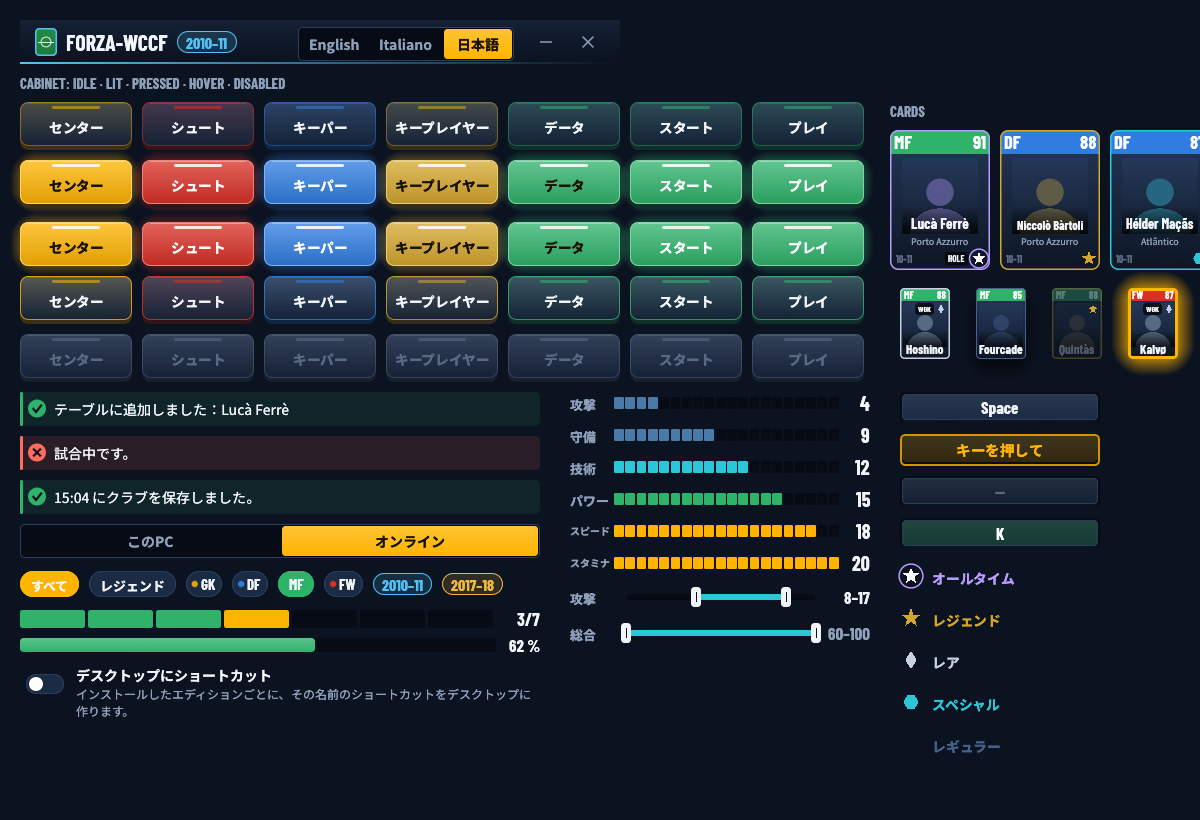 FORZA-WCCF 2010-11 English Italiano 日本語
CABINET: IDLE · LIT · PRESSED · HOVER · DISABLED
センター シュート キーパー キープレイヤー データ スタート プレイ
センター シュート キーパー キープレイヤー データ スタート プレイ
センター シュート キーパー キープレイヤー データ スタート プレイ
センター シュート キーパー キープレイヤー データ スタート プレイ
センター シュート キーパー キープレイヤー データ スタート プレイ
テーブルに追加しました：Lucà Ferrè
試合中です。
15:04 にクラブを保存しました。
このPC オンライン
すべて レジェンド GK DF MF FW 2010-11 2017-18
3/7
62 %
デスクトップにショートカット
インストールしたエディションごとに、その名前のショートカットをデスクトップに
作ります。
攻撃 4
守備 9
技術 12
パワー 15
スピード 18
スタミナ 20
攻撃 8-17
総合 60-100
CARDS
MF 91
Lucà Ferrè
Porto Azzurro
10-11 HOLE
DF 88
Niccolò Bàrtoli
Porto Azzurro
10-11
DF
Hélder Maçãs
Atlântico
10-11
MF 88
WGK
Hoshino
MF 85
Fourcade
MF 88
Quintàs
FW 87
WGK
Kalvø
Space
キーを押して
—
K
オールタイム
レジェンド
レア
スペシャル
レギュラー